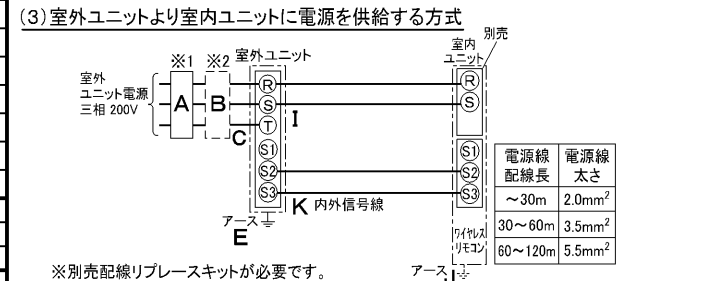 (3)室外ユニットより室内ユニットに電源を供給する方式
別売
※1 ※2 室外ユニット
室内
ユニット
室外
ユニット電源
三相 200V
A
B
C
R
S
T
S1
S2
S3
I
R
S
S1
S2
S3
K 内外信号線
アース
E
ワイヤレス
リモコン
アース
電源線
配線長
電源線
太さ
～30m 2.0mm²
30～60m 3.5mm²
60～120m 5.5mm²
※別売配線リプレースキットが必要です。